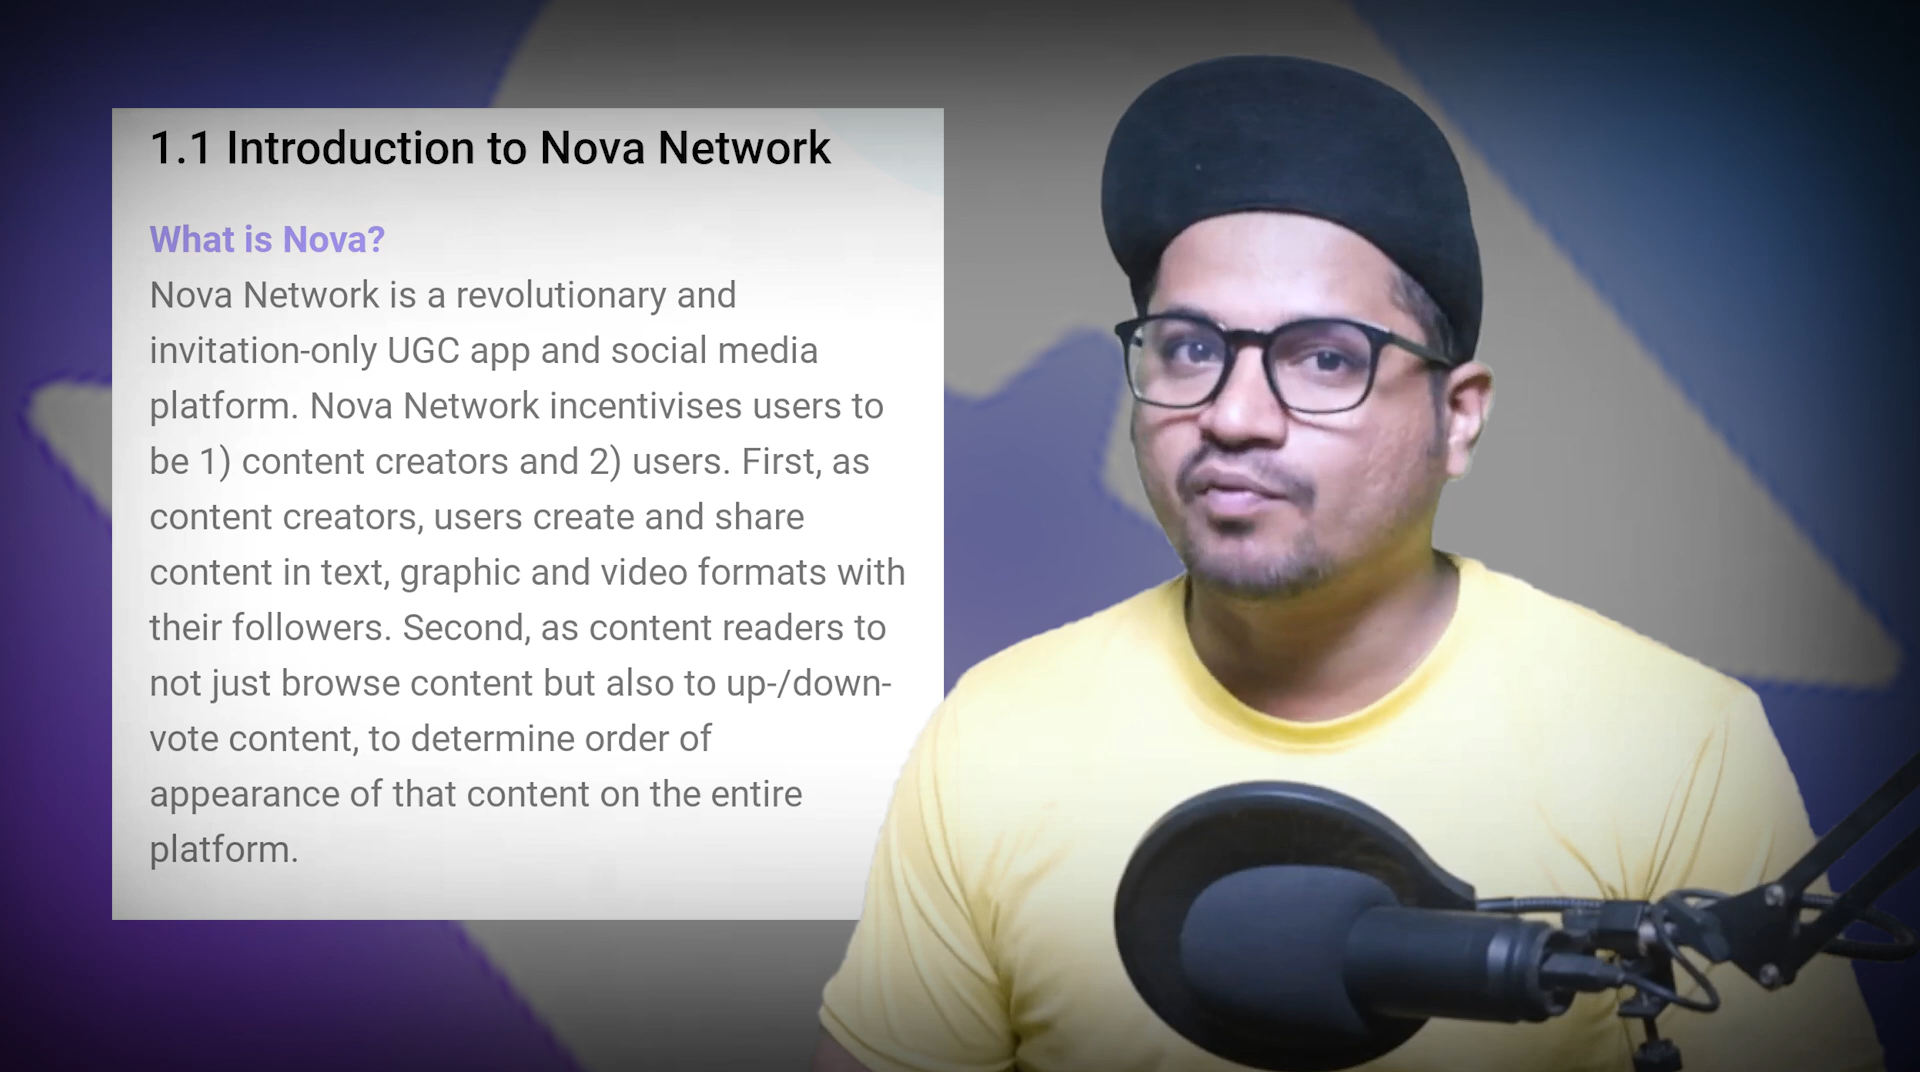 1.1 Introduction to Nova Network
What is Nova?
Nova Network is a revolutionary and
invitation-only UGC app and social media
platform. Nova Network incentivises users to
be 1) content creators and 2) users. First, as
content creators, users create and share
content in text, graphic and video formats with
their followers. Second, as content readers to
not just browse content but also to up-/down-
vote content, to determine order of
appearance of that content on the entire
platform.